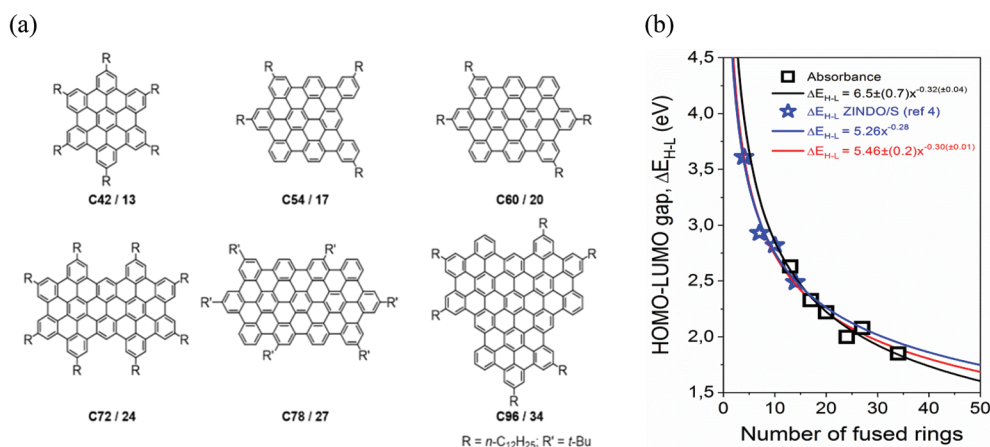 (a)
(b)
R
R
R
R
R
R
C42 / 13
R
R
R
R
C54 / 17
R
R
R
R
C60 / 20
R
R
R
R
R
R
R
R
C72 / 24
R'
R'
R'
R'
R'
R'
C78 / 27
R
R
R
R
R
R
C96 / 34
R = n-C12H25; R' = t-Bu
HOMO-LUMO gap, ΔEH-L (eV)
4,5
4,0
3,5
3,0
2,5
2,0
1,5
Absorbance
ΔEH-L = 6.5±(0.7)x-0.32(±0.04)
ΔEH-L ZINDO/S (ref 4)
ΔEH-L = 5.26x-0.28
ΔEH-L = 5.46±(0.2)x-0.30(±0.01)
0 10 20 30 40 50
Number of fused rings